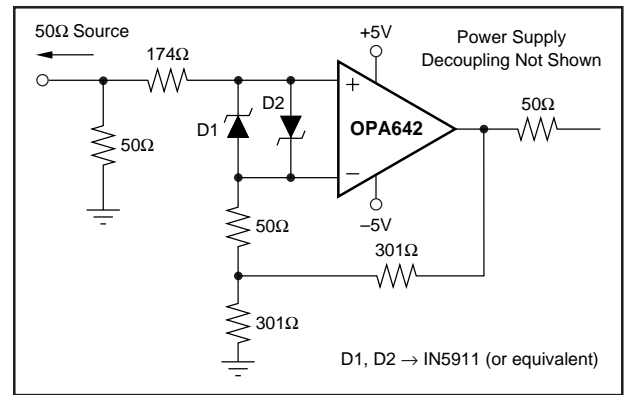 50Ω Source
174Ω
50Ω
D1
D2
+5V
Power Supply
Decoupling Not Shown
+
OPA642
−
−5V
50Ω
50Ω
301Ω
301Ω
D1, D2 → IN5911 (or equivalent)